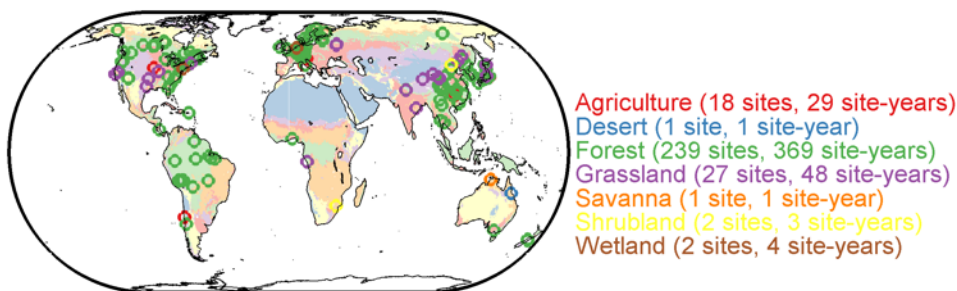 Agriculture (18 sites, 29 site-years)
Desert (1 site, 1 site-year)
Forest (239 sites, 369 site-years)
Grassland (27 sites, 48 site-years)
Savanna (1 site, 1 site-year)
Shrubland (2 sites, 3 site-years)
Wetland (2 sites, 4 site-years)